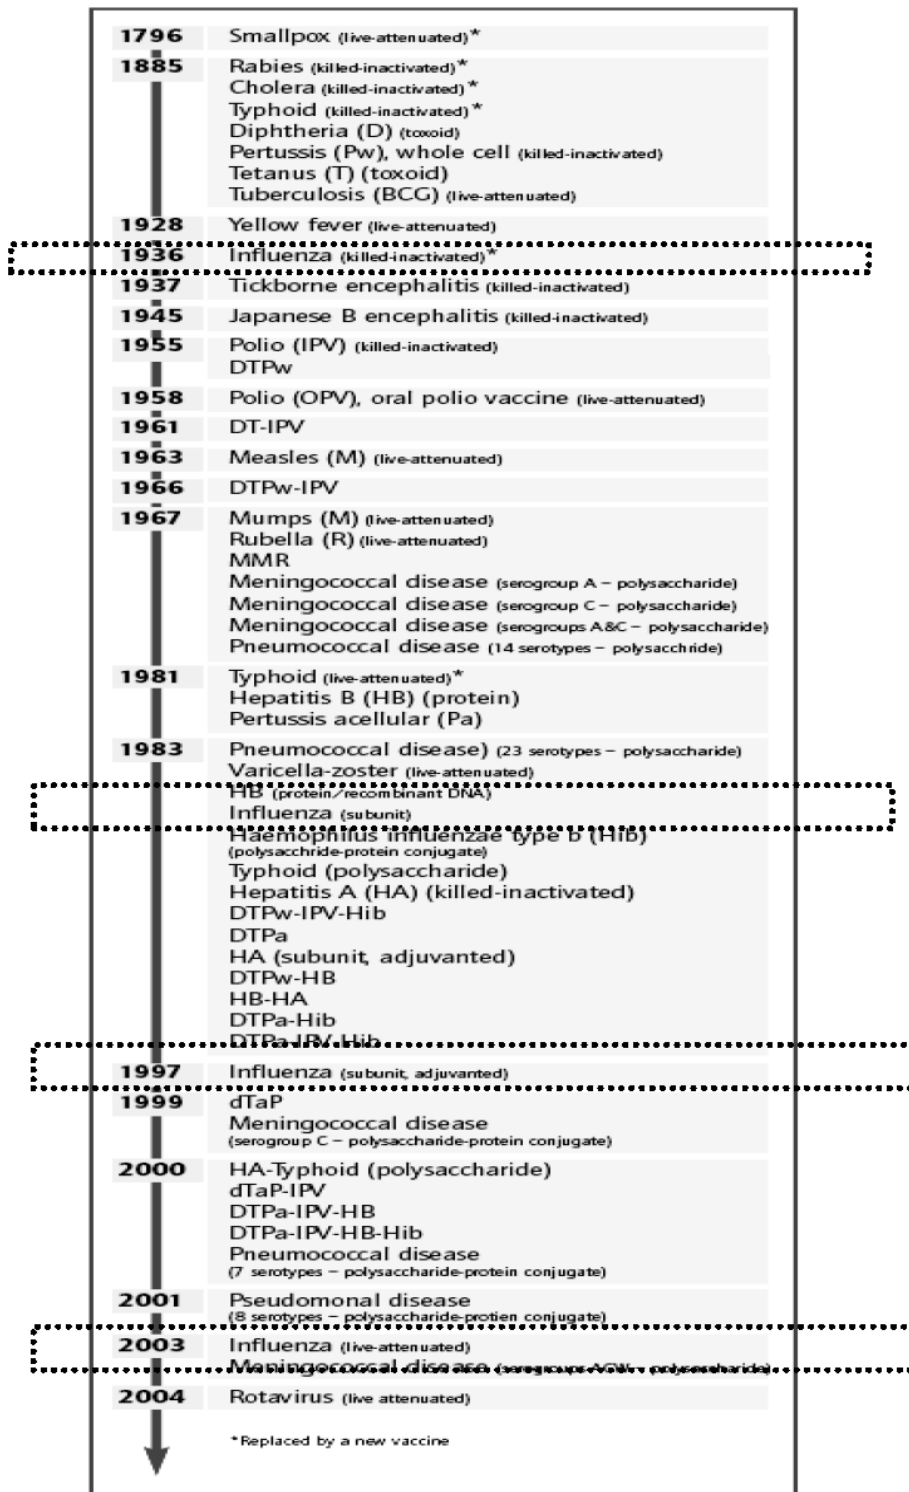 1796 Smallpox (live-attenuated)*
1885 Rabies (killed-inactivated)*
Cholera (killed-inactivated)*
Typhoid (killed-inactivated)*
Diphtheria (D) (toxoid)
Pertussis (Pw), whole cell (killed-inactivated)
Tetanus (T) (toxoid)
Tuberculosis (BCG) (live-attenuated)
1928 Yellow fever (live-attenuated)
1936 Influenza (killed-inactivated)*
1937 Tickborne encephalitis (killed-inactivated)
1945 Japanese B encephalitis (killed-inactivated)
1955 Polio (IPV) (killed-inactivated)
DTPw
1958 Polio (OPV), oral polio vaccine (live-attenuated)
1961 DT-IPV
1963 Measles (M) (live-attenuated)
1966 DTPw-IPV
1967 Mumps (M) (live-attenuated)
Rubella (R) (live-attenuated)
MMR
Meningococcal disease (serogroup A – polysaccharide)
Meningococcal disease (serogroup C – polysaccharide)
Meningococcal disease (serogroups A&C – polysaccharide)
Pneumococcal disease (14 serotypes – polysacchride)
1981 Typhoid (live-attenuated)*
Hepatitis B (HB) (protein)
Pertussis acellular (Pa)
1983 Pneumococcal disease) (23 serotypes – polysaccharide)
Varicella-zoster (live-attenuated)
HB (protein/recombinant DNA)
Influenza (subunit)
Haemophilus influenzae type b (Hib)
(polysacchride-protein conjugate)
Typhoid (polysaccharide)
Hepatitis A (HA) (killed-inactivated)
DTPw-IPV-Hib
DTPa
HA (subunit, adjuvanted)
DTPw-HB
HB-HA
DTPa-Hib
DTPa-IPV-Hib
1997 Influenza (subunit, adjuvanted)
1999 dTaP
Meningococcal disease
(serogroup C – polysaccharide-protein conjugate)
2000 HA-Typhoid (polysaccharide)
dTaP-IPV
DTPa-IPV-HB
DTPa-IPV-HB-Hib
Pneumococcal disease
(7 serotypes – polysaccharide-protein conjugate)
2001 Pseudomonal disease
(8 serotypes – polysaccharide-protien conjugate)
2003 Influenza (live-attenuated)
Meningococcal disease (serogroups ACW – polysaccharide)
2004 Rotavirus (live attenuated)
*Replaced by a new vaccine